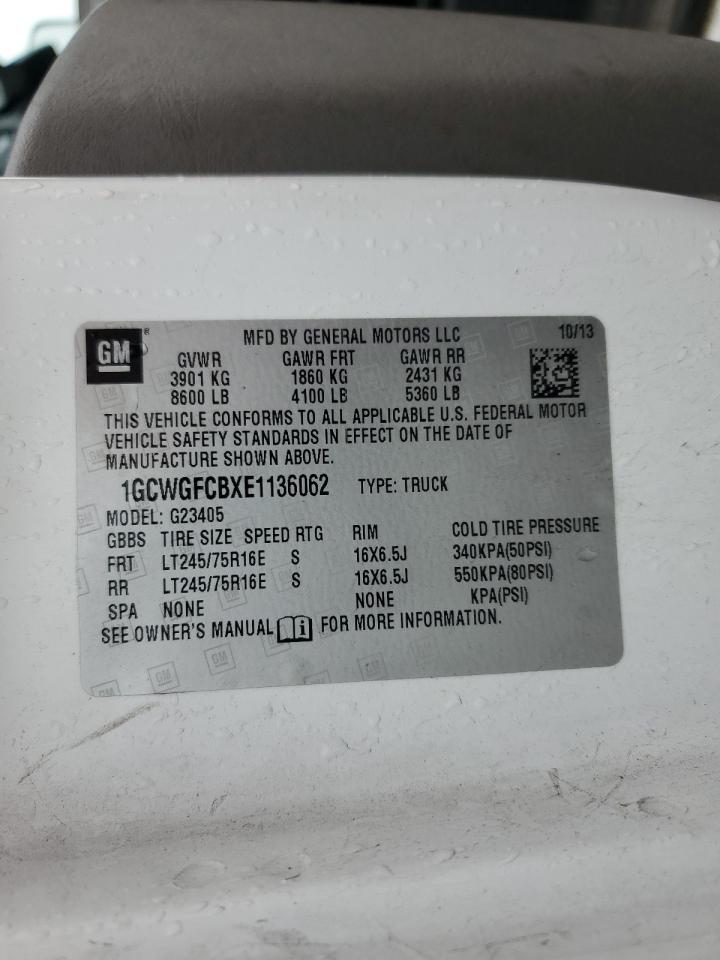 GM ®
MFD BY GENERAL MOTORS LLC 10/13
GVWR GAWR FRT GAWR RR
3901 KG 1860 KG 2431 KG
8600 LB 4100 LB 5360 LB
THIS VEHICLE CONFORMS TO ALL APPLICABLE U.S. FEDERAL MOTOR
VEHICLE SAFETY STANDARDS IN EFFECT ON THE DATE OF
MANUFACTURE SHOWN ABOVE.
1GCWGFCBXE1136062 TYPE: TRUCK
MODEL: G23405
GBBS TIRE SIZE SPEED RTG RIM COLD TIRE PRESSURE
FRT LT245/75R16E S 16X6.5J 340KPA(50PSI)
RR LT245/75R16E S 16X6.5J 550KPA(80PSI)
SPA NONE NONE KPA(PSI)
SEE OWNER'S MANUAL i FOR MORE INFORMATION.
GM GM GM GM